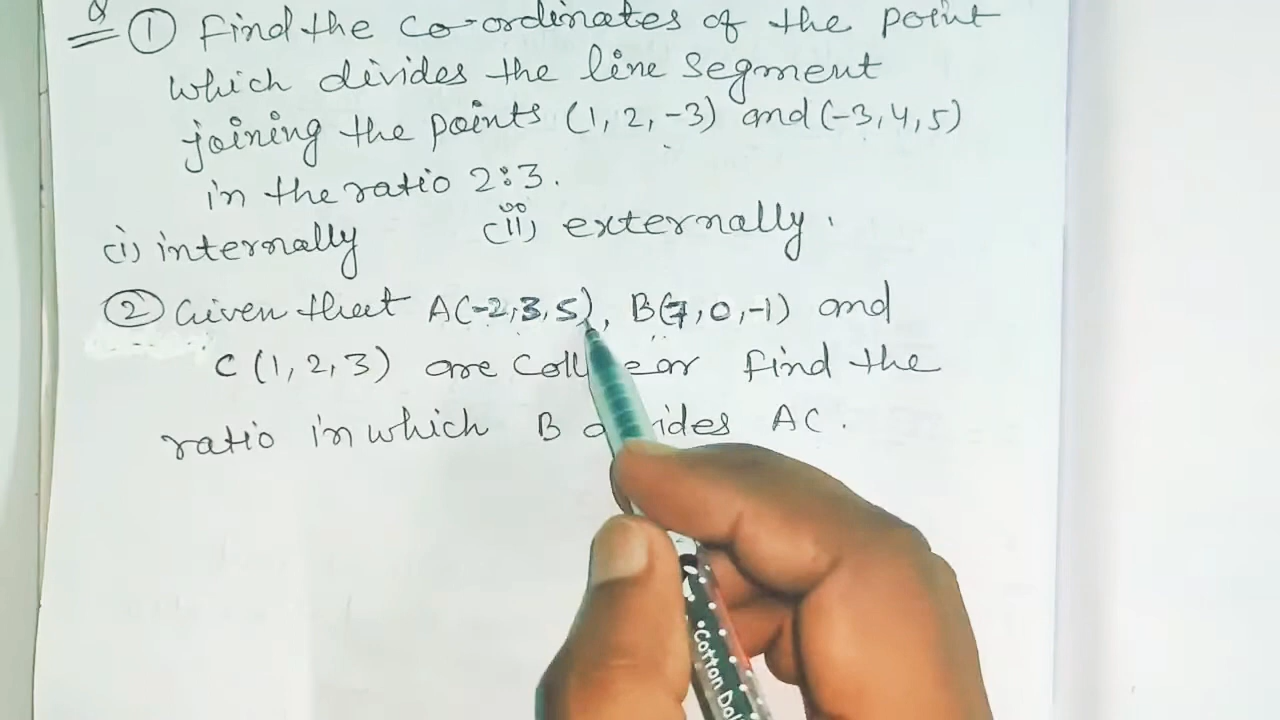 Q
① Find the co-ordinates of the point
which divides the line segment
joining the points (1, 2, -3) and (-3, 4, 5)
in the ratio 2:3.
(i) internally (ii) externally.
② Given that A(-2, 3, 5), B(7, 0, -1) and
C (1, 2, 3) are find the
ratio in which B AC.
Cotton